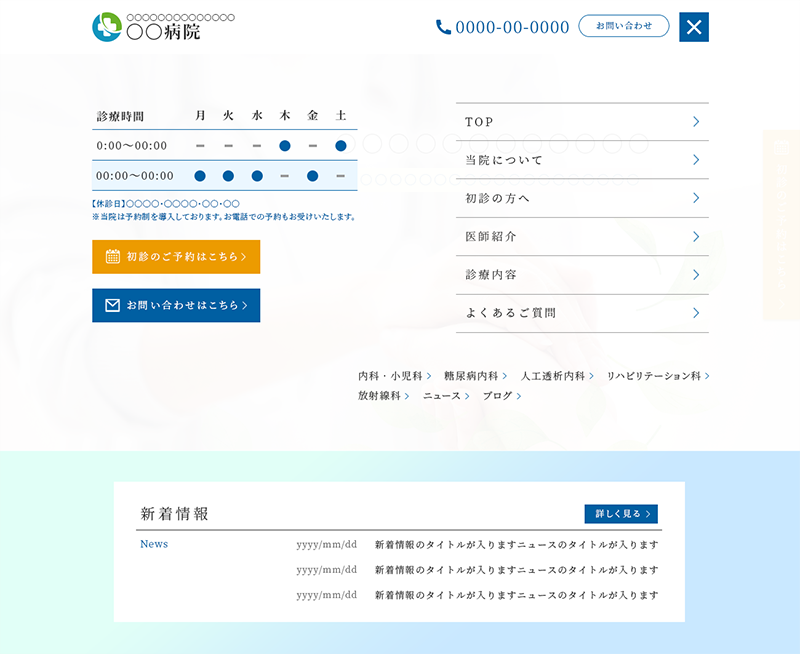 ○○○○○○○○○○○○○○
○○病院
0000-00-0000
お問い合わせ
診療時間 月 火 水 木 金 土
0:00〜00:00 − − − ● − ●
00:00〜00:00 ● ● ● − ● −
【休診日】○○○○・○○○○・○○・○○
※当院は予約制を導入しております。お電話での予約もお受けいたします。
初診のご予約はこちら
お問い合わせはこちら
TOP
当院について
初診の方へ
医師紹介
診療内容
よくあるご質問
内科・小児科 糖尿病内科 人工透析内科 リハビリテーション科
放射線科 ニュース ブログ
新着情報
詳しく見る
News
yyyy/mm/dd 新着情報のタイトルが入りますニュースのタイトルが入ります
yyyy/mm/dd 新着情報のタイトルが入りますニュースのタイトルが入ります
yyyy/mm/dd 新着情報のタイトルが入りますニュースのタイトルが入ります